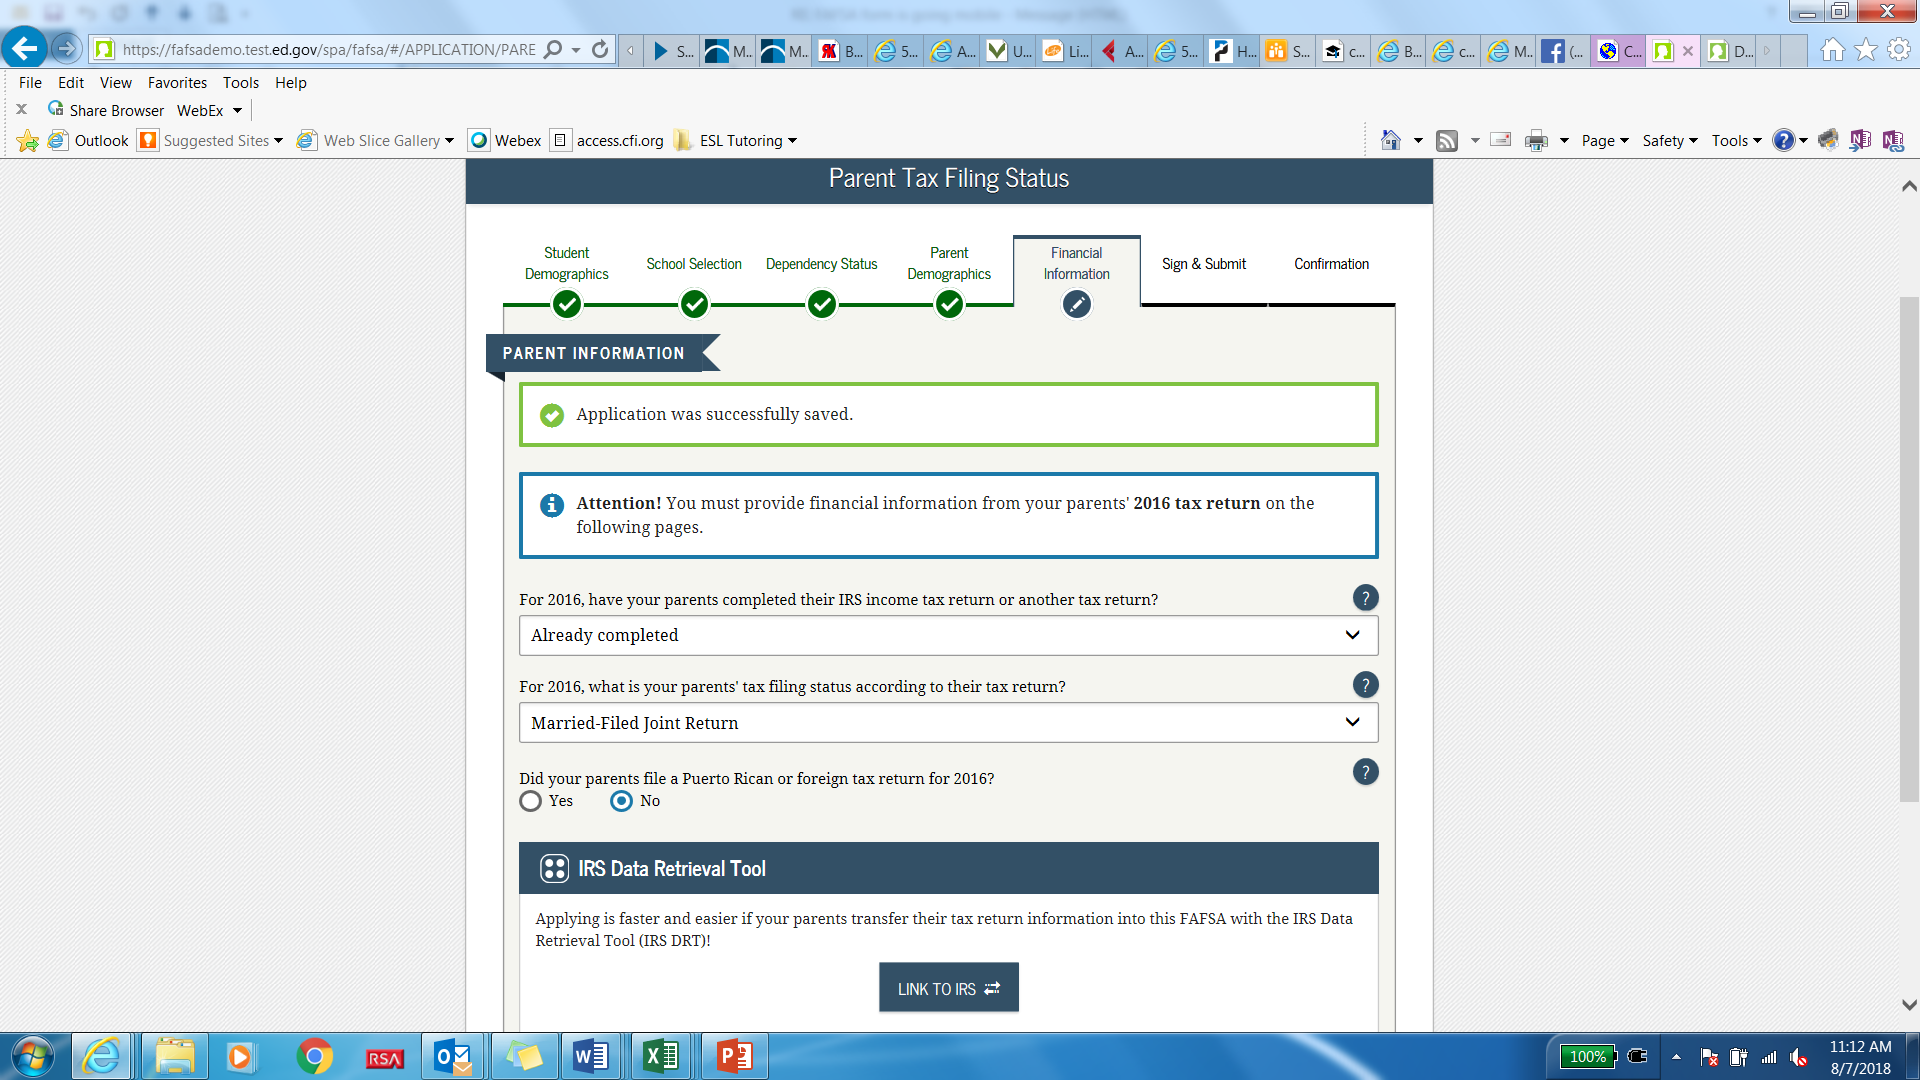 https://fafsademo.test.ed.gov/spa/fafsa/#/APPLICATION/PARE
S... M.. M.. B... 5... A... U... Li... A... 5... H... S... c... B... c... M... (... C... D...
File Edit View Favorites Tools Help
x Share Browser WebEx
Outlook Suggested Sites Web Slice Gallery Webex access.cfi.org ESL Tutoring Page Safety Tools
Parent Tax Filing Status
Student Demographics
School Selection
Dependency Status
Parent Demographics
Financial Information
Sign & Submit
Confirmation
PARENT INFORMATION
Application was successfully saved.
Attention! You must provide financial information from your parents' 2016 tax return on the
following pages.
For 2016, have your parents completed their IRS income tax return or another tax return? ?
Already completed
For 2016, what is your parents' tax filing status according to their tax return? ?
Married-Filed Joint Return
Did your parents file a Puerto Rican or foreign tax return for 2016? ?
Yes No
IRS Data Retrieval Tool
Applying is faster and easier if your parents transfer their tax return information into this FAFSA with the IRS Data
Retrieval Tool (IRS DRT)!
LINK TO IRS
RSA
100%
11:12 AM
8/7/2018